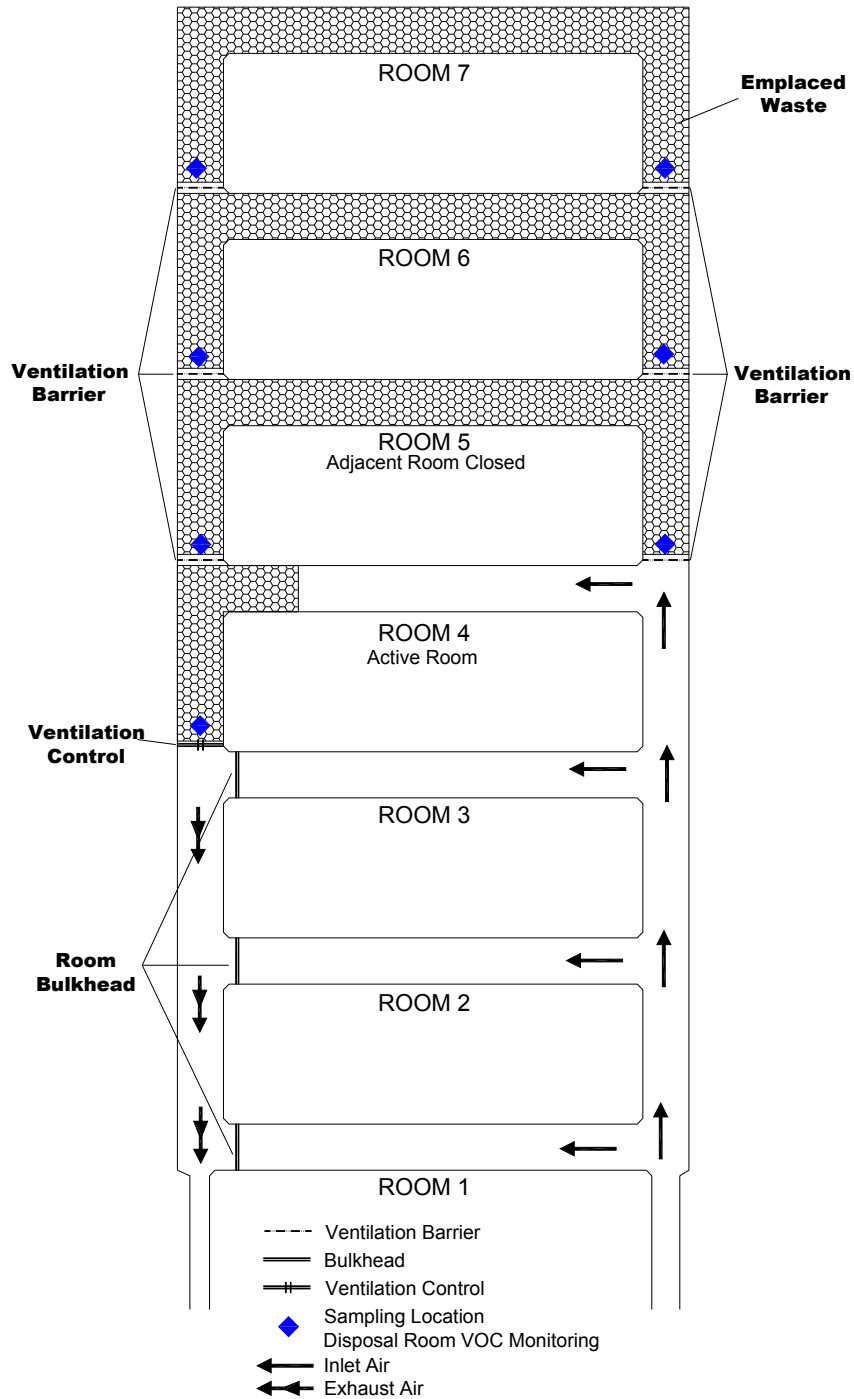 ROOM 7
Emplaced
Waste
ROOM 6
Ventilation
Barrier
Ventilation
Barrier
ROOM 5
Adjacent Room Closed
ROOM 4
Active Room
Ventilation
Control
ROOM 3
Room
Bulkhead
ROOM 2
ROOM 1
Ventilation Barrier
Bulkhead
Ventilation Control
Sampling Location
Disposal Room VOC Monitoring
Inlet Air
Exhaust Air